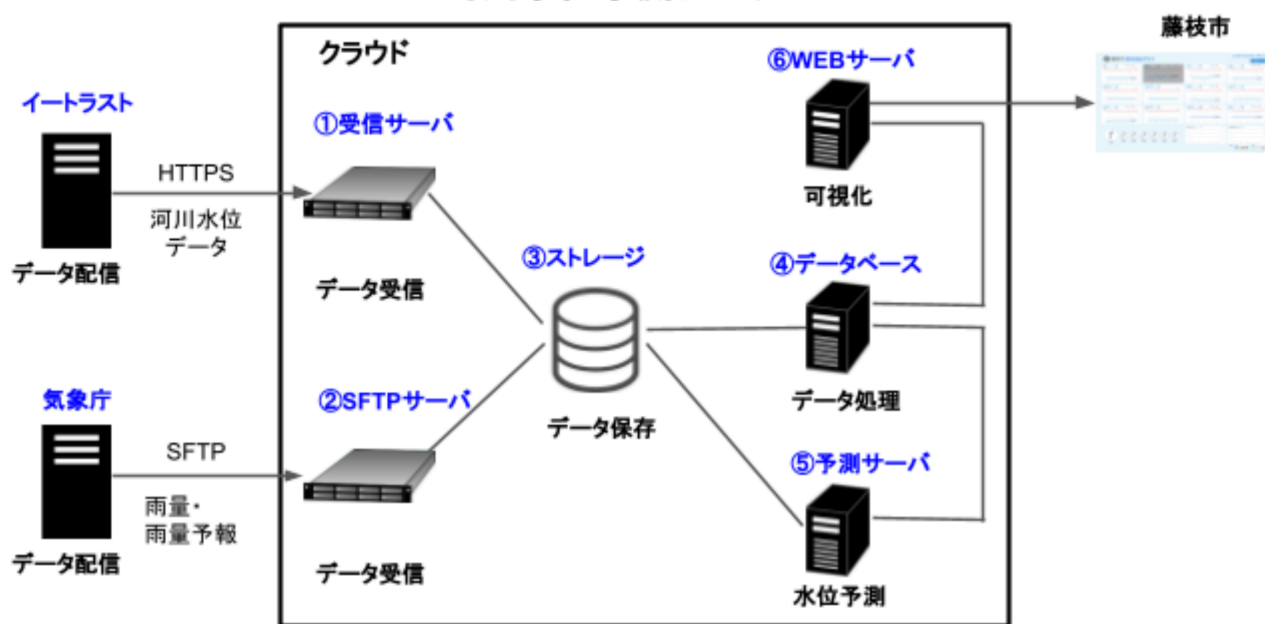 藤枝市
クラウド
⑥WEBサーバ
イートラスト
①受信サーバ
HTTPS
河川水位
データ
可視化
データ配信
データ受信
③ストレージ
④データベース
気象庁
②SFTPサーバ
データ保存
データ処理
SFTP
⑤予測サーバ
雨量・
雨量予報
データ配信
データ受信
水位予測